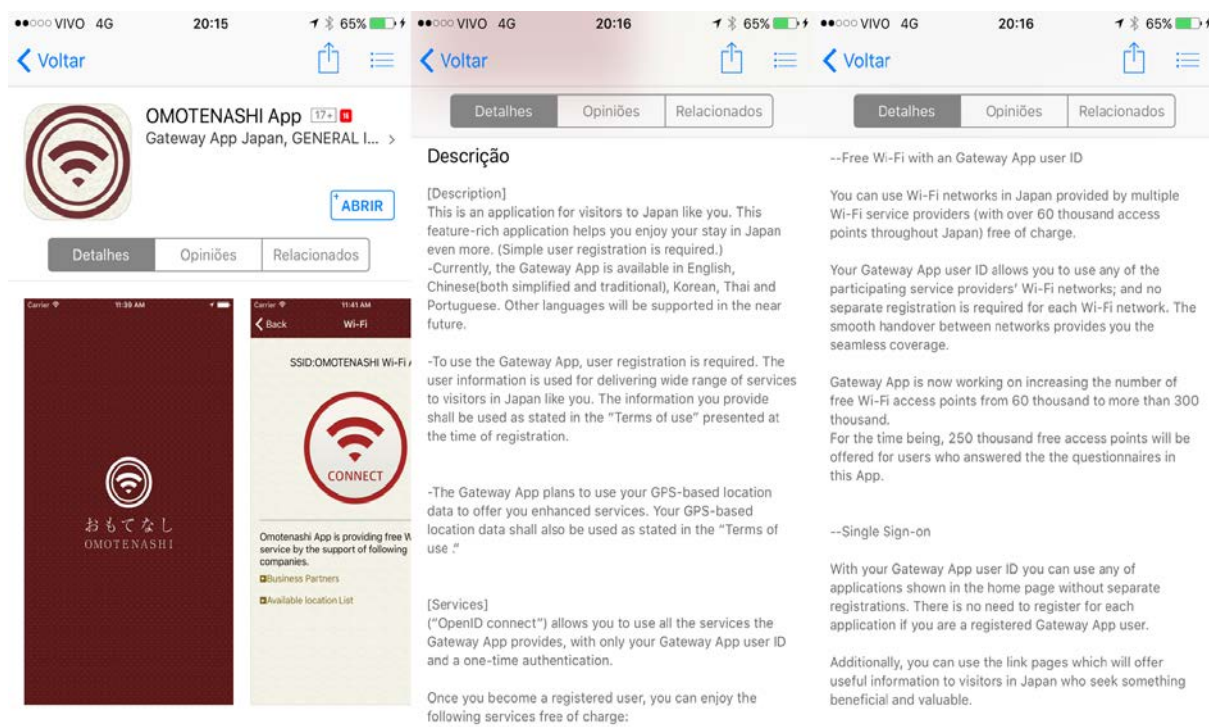 VIVO 4G 20:15 65%
Voltar
OMOTENASHI App 17+
Gateway App Japan, GENERAL I... >
+ ABRIR
Detalhes Opiniões Relacionados
Carrier 11:39 AM
おもてなし
OMOTENASHI
Carrier 11:41 AM
Back Wi-Fi
SSID:OMOTENASHI Wi-Fi
CONNECT
Omotenashi App is providing free W
service by the support of following
companies.
Business Partners
Available location List
VIVO 4G 20:16 65%
Voltar
Detalhes Opiniões Relacionados
Descrição
[Description]
This is an application for visitors to Japan like you. This
feature-rich application helps you enjoy your stay in Japan
even more. (Simple user registration is required.)
-Currently, the Gateway App is available in English,
Chinese(both simplified and traditional), Korean, Thai and
Portuguese. Other languages will be supported in the near
future.
-To use the Gateway App, user registration is required. The
user information is used for delivering wide range of services
to visitors in Japan like you. The information you provide
shall be used as stated in the “Terms of use” presented at
the time of registration.
-The Gateway App plans to use your GPS-based location
data to offer you enhanced services. Your GPS-based
location data shall also be used as stated in the “Terms of
use .”
[Services]
(“OpenID connect”) allows you to use all the services the
Gateway App provides, with only your Gateway App user ID
and a one-time authentication.
Once you become a registered user, you can enjoy the
following services free of charge:
VIVO 4G 20:16 65%
Voltar
Detalhes Opiniões Relacionados
--Free Wi-Fi with an Gateway App user ID
You can use Wi-Fi networks in Japan provided by multiple
Wi-Fi service providers (with over 60 thousand access
points throughout Japan) free of charge.
Your Gateway App user ID allows you to use any of the
participating service providers' Wi-Fi networks; and no
separate registration is required for each Wi-Fi network. The
smooth handover between networks provides you the
seamless coverage.
Gateway App is now working on increasing the number of
free Wi-Fi access points from 60 thousand to more than 300
thousand.
For the time being, 250 thousand free access points will be
offered for users who answered the the questionnaires in
this App.
--Single Sign-on
With your Gateway App user ID you can use any of
applications shown in the home page without separate
registrations. There is no need to register for each
application if you are a registered Gateway App user.
Additionally, you can use the link pages which will offer
useful information to visitors in Japan who seek something
beneficial and valuable.